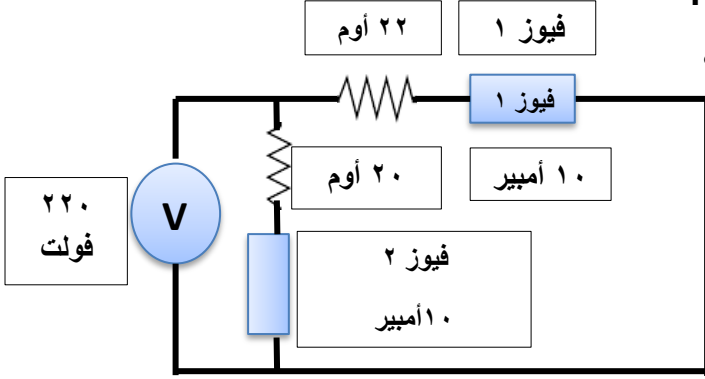 ٢٢ أوم
فيوز ١
فيوز ١
٢٠ أوم
١٠ أمبير
٢٢٠
فولت
V
فيوز ٢
١٠أمبير